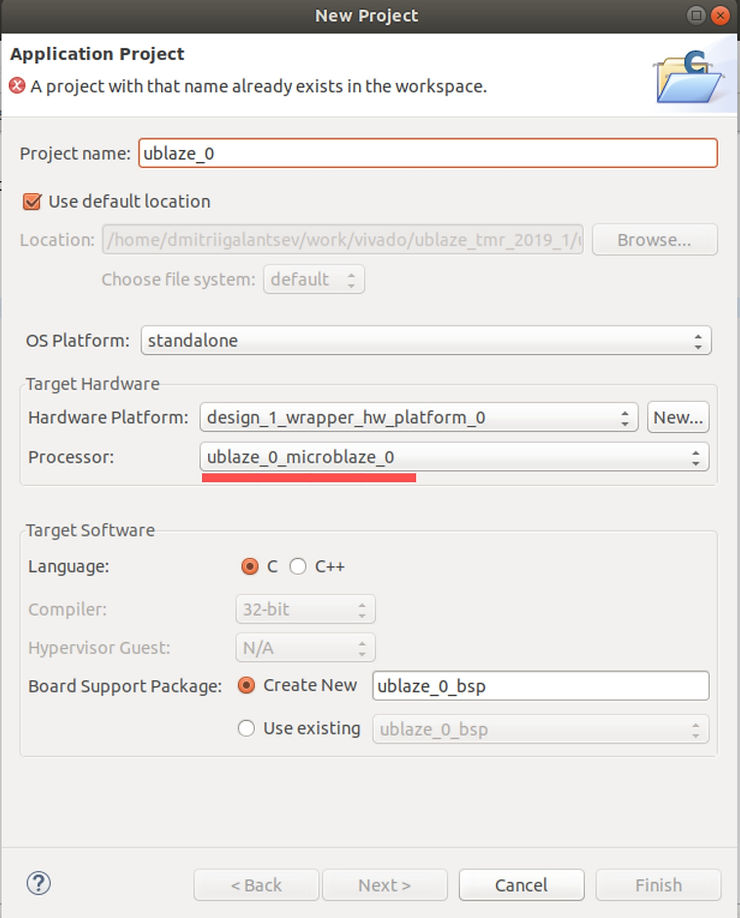 New Project
Application Project
A project with that name already exists in the workspace.
Project name: ublaze_0
Use default location
Location: /home/dmitriigalantsev/work/vivado/ublaze_tmr_2019_1/u Browse...
Choose file system: default
OS Platform: standalone
Target Hardware
Hardware Platform: design_1_wrapper_hw_platform_0 New...
Processor: ublaze_0_microblaze_0
Target Software
Language: C C++
Compiler: 32-bit
Hypervisor Guest: N/A
Board Support Package: Create New ublaze_0_bsp
Use existing ublaze_0_bsp
? < Back Next > Cancel Finish